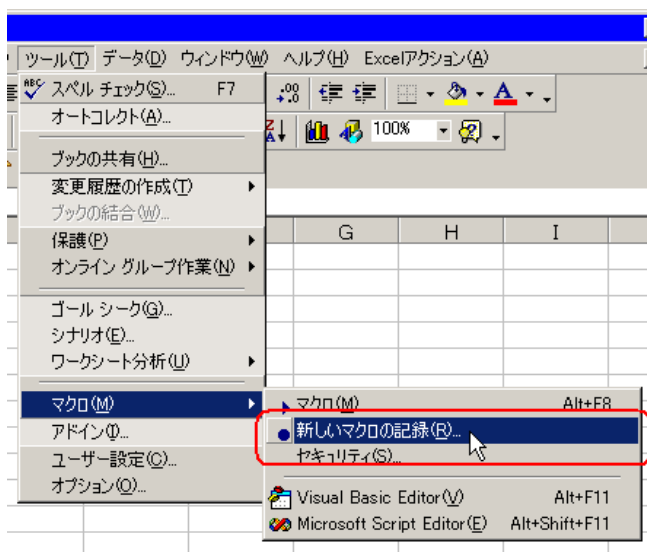 ツール(T) データ(D) ウィンドウ(W) ヘルプ(H) Excelアクション(A)
ABC スペル チェック(S)... F7
オートコレクト(A)...
100%
ブックの共有(H)...
変更履歴の作成(T)
ブックの結合(W)...
保護(P)
G H I
オンライン グループ作業(N)
ゴール シーク(G)...
シナリオ(E)...
ワークシート分析(U)
マクロ(M)
マクロ(M) Alt+F8
アドイン(I)...
新しいマクロの記録(R)...
ユーザー設定(C)...
セキュリティ(S)...
オプション(O)...
Visual Basic Editor(V) Alt+F11
Microsoft Script Editor(E) Alt+Shift+F11